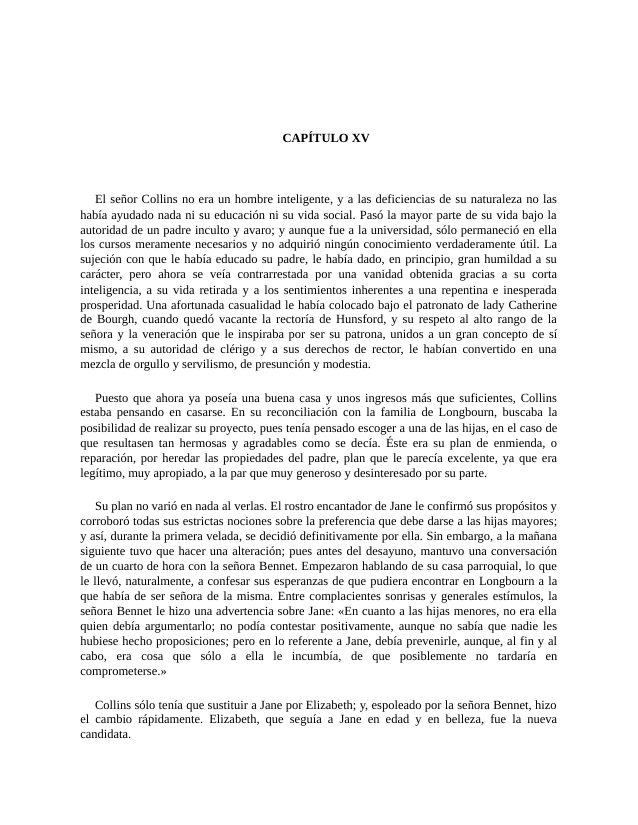 CAPÍTULO XV
El señor Collins no era un hombre inteligente, y a las deficiencias de su naturaleza no las
había ayudado nada ni su educación ni su vida social. Pasó la mayor parte de su vida bajo la
autoridad de un padre inculto y avaro; y aunque fue a la universidad, sólo permaneció en ella
los cursos meramente necesarios y no adquirió ningún conocimiento verdaderamente útil. La
sujeción con que le había educado su padre, le había dado, en principio, gran humildad a su
carácter, pero ahora se veía contrarrestada por una vanidad obtenida gracias a su corta
inteligencia, a su vida retirada y a los sentimientos inherentes a una repentina e inesperada
prosperidad. Una afortunada casualidad le había colocado bajo el patronato de lady Catherine
de Bourgh, cuando quedó vacante la rectoría de Hunsford, y su respeto al alto rango de la
señora y la veneración que le inspiraba por ser su patrona, unidos a un gran concepto de sí
mismo, a su autoridad de clérigo y a sus derechos de rector, le habían convertido en una
mezcla de orgullo y servilismo, de presunción y modestia.
Puesto que ahora ya poseía una buena casa y unos ingresos más que suficientes, Collins
estaba pensando en casarse. En su reconciliación con la familia de Longbourn, buscaba la
posibilidad de realizar su proyecto, pues tenía pensado escoger a una de las hijas, en el caso de
que resultasen tan hermosas y agradables como se decía. Éste era su plan de enmienda, o
reparación, por heredar las propiedades del padre, plan que le parecía excelente, ya que era
legítimo, muy apropiado, a la par que muy generoso y desinteresado por su parte.
Su plan no varió en nada al verlas. El rostro encantador de Jane le confirmó sus propósitos y
corroboró todas sus estrictas nociones sobre la preferencia que debe darse a las hijas mayores;
y así, durante la primera velada, se decidió definitivamente por ella. Sin embargo, a la mañana
siguiente tuvo que hacer una alteración; pues antes del desayuno, mantuvo una conversación
de un cuarto de hora con la señora Bennet. Empezaron hablando de su casa parroquial, lo que
le llevó, naturalmente, a confesar sus esperanzas de que pudiera encontrar en Longbourn a la
que había de ser señora de la misma. Entre complacientes sonrisas y generales estímulos, la
señora Bennet le hizo una advertencia sobre Jane: «En cuanto a las hijas menores, no era ella
quien debía argumentarlo; no podía contestar positivamente, aunque no sabía que nadie les
hubiese hecho proposiciones; pero en lo referente a Jane, debía prevenirle, aunque, al fin y al
cabo, era cosa que sólo a ella le incumbía, de que posiblemente no tardaría en
comprometerse.»
Collins sólo tenía que sustituir a Jane por Elizabeth; y, espoleado por la señora Bennet, hizo
el cambio rápidamente. Elizabeth, que seguía a Jane en edad y en belleza, fue la nueva
candidata.